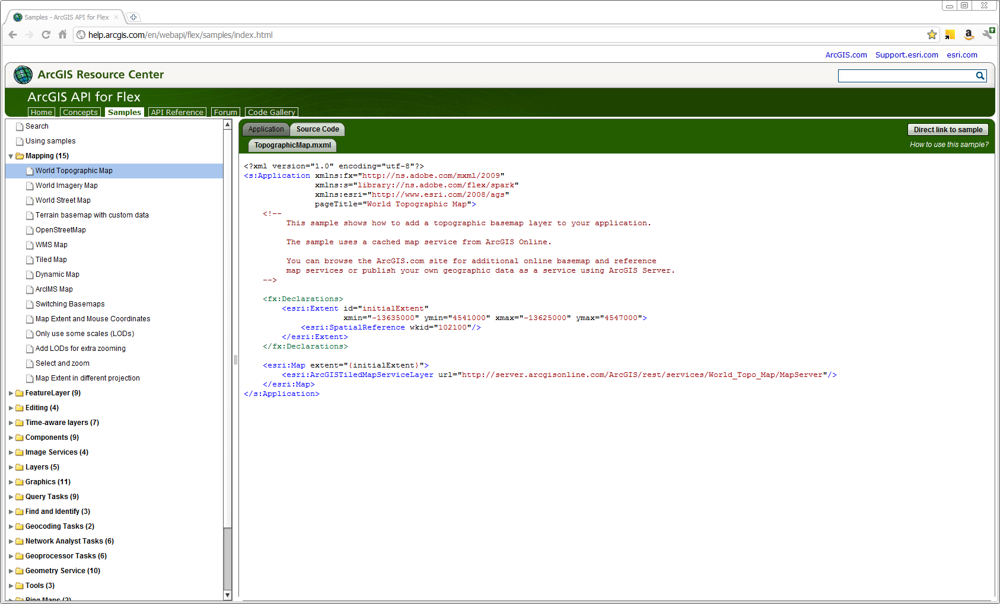 Samples - ArcGIS API for Flex
help.arcgis.com/en/webapi/flex/samples/index.html
ArcGIS.com Support.esri.com esri.com
ArcGIS Resource Center
ArcGIS API for Flex
Home Concepts Samples API Reference Forum Code Gallery
Search
Using samples
Mapping (15)
World Topographic Map
World Imagery Map
World Street Map
Terrain basemap with custom data
OpenStreetMap
WMS Map
Tiled Map
Dynamic Map
ArcIMS Map
Switching Basemaps
Map Extent and Mouse Coordinates
Only use some scales (LODs)
Add LODs for extra zooming
Select and zoom
Map Extent in different projection
FeatureLayer (9)
Editing (4)
Time-aware layers (7)
Components (9)
Image Services (4)
Layers (5)
Graphics (11)
Query Tasks (9)
Find and Identify (3)
Geocoding Tasks (2)
Network Analyst Tasks (6)
Geoprocessor Tasks (6)
Geometry Service (10)
Tools (3)
Bing Maps (2)
Application Source Code
Direct link to sample
TopographicMap.mxml
How to use this sample?
<?xml version="1.0" encoding="utf-8"?>
<s:Application xmlns:fx="http://ns.adobe.com/mxml/2009"
xmlns:s="library://ns.adobe.com/flex/spark"
xmlns:esri="http://www.esri.com/2008/ags"
pageTitle="World Topographic Map">
<!--
This sample shows how to add a topographic basemap layer to your application.
The sample uses a cached map service from ArcGIS Online.
You can browse the ArcGIS.com site for additional online basemap and reference
map services or publish your own geographic data as a service using ArcGIS Server.
-->
<fx:Declarations>
<esri:Extent id="initialExtent"
xmin="-13635000" ymin="4541000" xmax="-13625000" ymax="4547000">
<esri:SpatialReference wkid="102100"/>
</esri:Extent>
</fx:Declarations>
<esri:Map extent="{initialExtent}">
<esri:ArcGISTiledMapServiceLayer url="http://server.arcgisonline.com/ArcGIS/rest/services/World_Topo_Map/MapServer"/>
</esri:Map>
</s:Application>